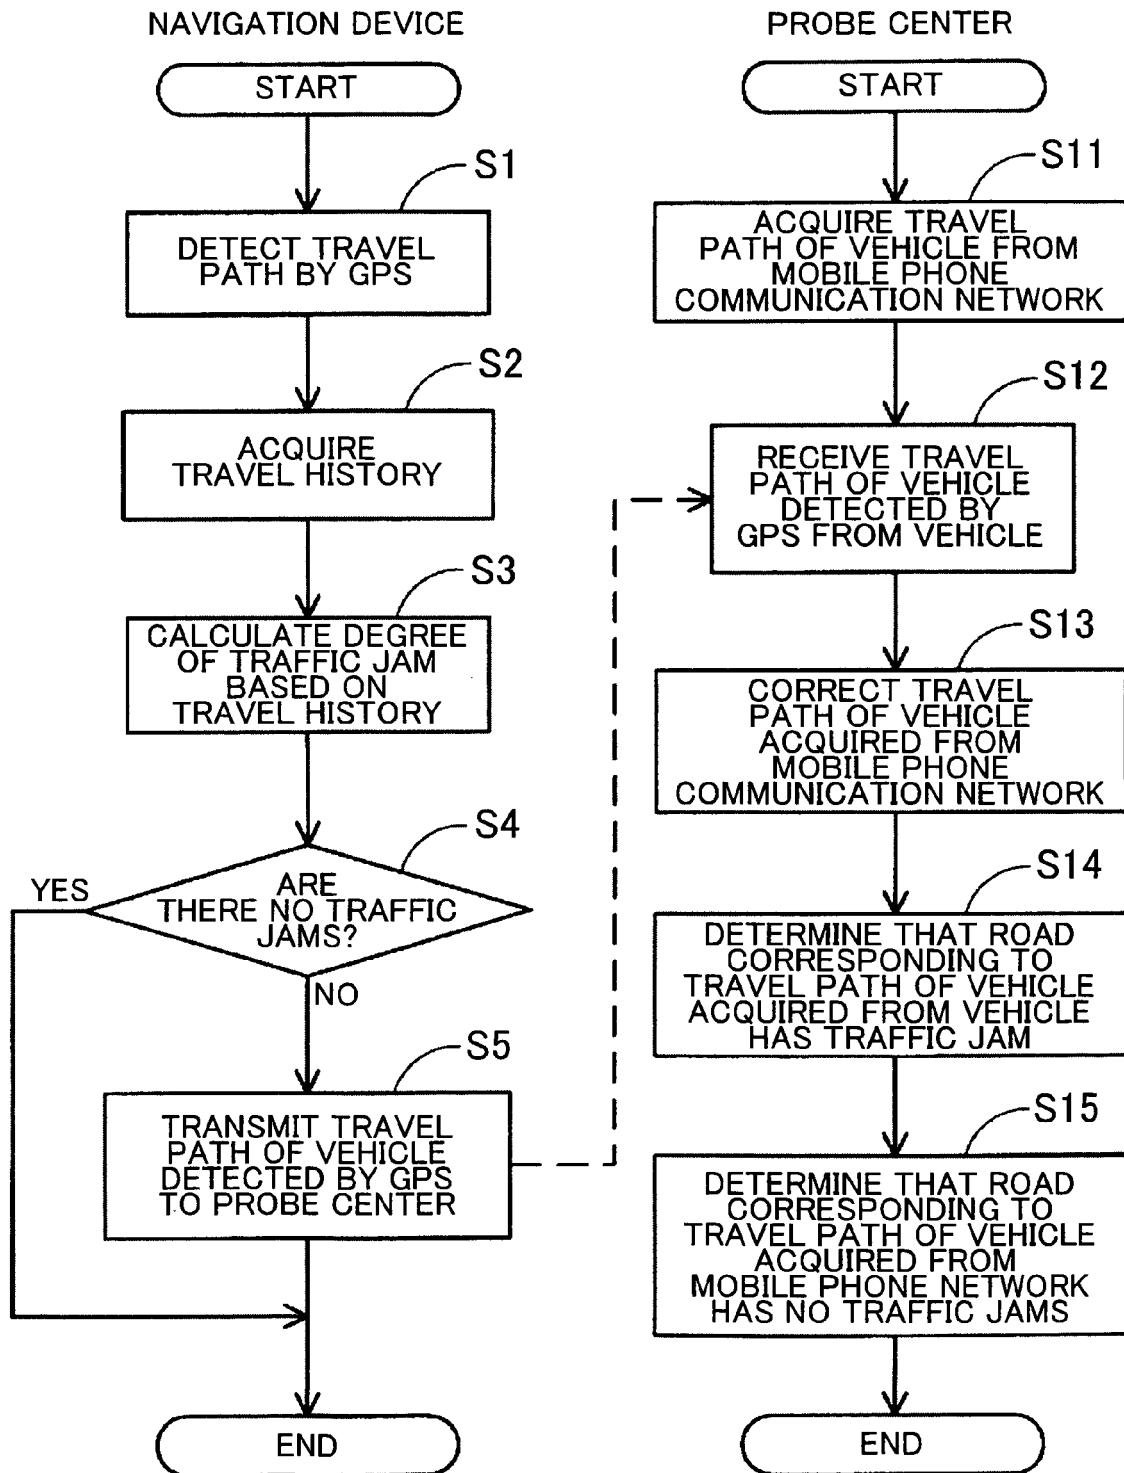 NAVIGATION DEVICE
START
S1
DETECT TRAVEL
PATH BY GPS
S2
ACQUIRE
TRAVEL HISTORY
S3
CALCULATE DEGREE
OF TRAFFIC JAM
BASED ON
TRAVEL HISTORY
S4
YES
ARE
THERE NO TRAFFIC
JAMS?
NO
S5
TRANSMIT TRAVEL
PATH OF VEHICLE
DETECTED BY GPS
TO PROBE CENTER
END
PROBE CENTER
START
S11
ACQUIRE TRAVEL
PATH OF VEHICLE FROM
MOBILE PHONE
COMMUNICATION NETWORK
S12
RECEIVE TRAVEL
PATH OF VEHICLE
DETECTED BY
GPS FROM VEHICLE
S13
CORRECT TRAVEL
PATH OF VEHICLE
ACQUIRED FROM
MOBILE PHONE
COMMUNICATION NETWORK
S14
DETERMINE THAT ROAD
CORRESPONDING TO
TRAVEL PATH OF VEHICLE
ACQUIRED FROM VEHICLE
HAS TRAFFIC JAM
S15
DETERMINE THAT ROAD
CORRESPONDING TO
TRAVEL PATH OF VEHICLE
ACQUIRED FROM
MOBILE PHONE NETWORK
HAS NO TRAFFIC JAMS
END